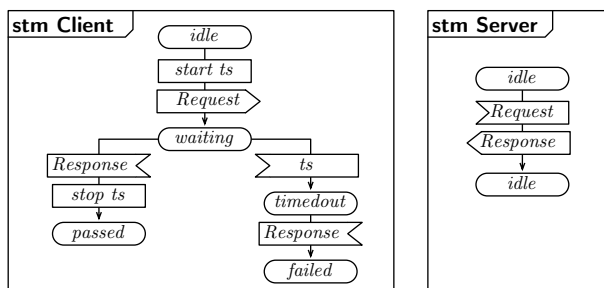 stm Client
idle
start ts
Request
waiting
Response
ts
stop ts
timedout
passed
Response
failed
stm Server
idle
Request
Response
idle